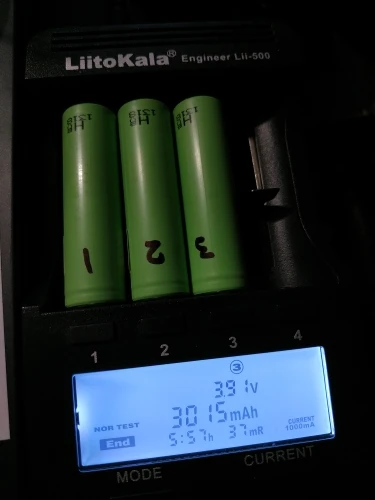 LiitoKala® Engineer Lii-500
1
2
3
1 2 3 4
3
3.91V
3015mAh
NOR TEST
End
5:57h 37mR
CURRENT
1000mA
MODE CURRENT